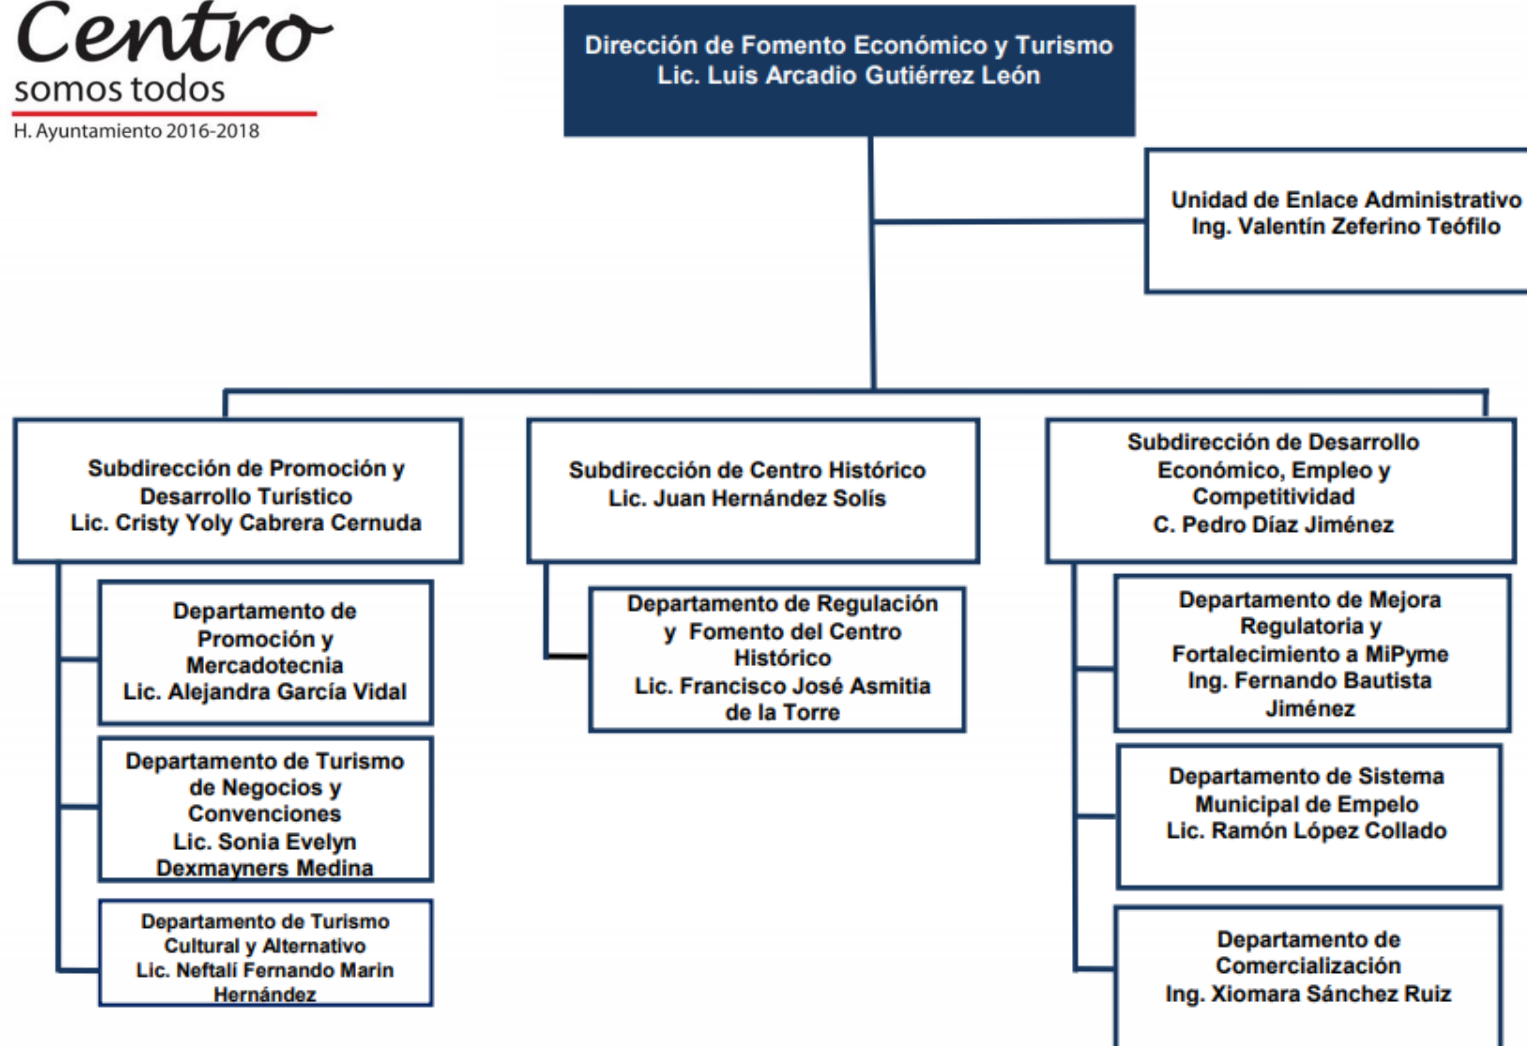 Centro
somos todos
H. Ayuntamiento 2016-2018
Dirección de Fomento Económico y Turismo
Lic. Luis Arcadio Gutiérrez León
Unidad de Enlace Administrativo
Ing. Valentín Zeferino Teófilo
Subdirección de Promoción y
Desarrollo Turístico
Lic. Cristy Yoly Cabrera Cernuda
Departamento de
Promoción y
Mercadotecnia
Lic. Alejandra García Vidal
Departamento de Turismo
de Negocios y
Convenciones
Lic. Sonia Evelyn
Dexmayners Medina
Departamento de Turismo
Cultural y Alternativo
Lic. Neftalí Fernando Marin
Hernández
Subdirección de Centro Histórico
Lic. Juan Hernández Solís
Departamento de Regulación
y Fomento del Centro
Histórico
Lic. Francisco José Asmitia
de la Torre
Subdirección de Desarrollo
Económico, Empleo y
Competitividad
C. Pedro Díaz Jiménez
Departamento de Mejora
Regulatoria y
Fortalecimiento a MiPyme
Ing. Fernando Bautista
Jiménez
Departamento de Sistema
Municipal de Empelo
Lic. Ramón López Collado
Departamento de
Comercialización
Ing. Xiomara Sánchez Ruiz